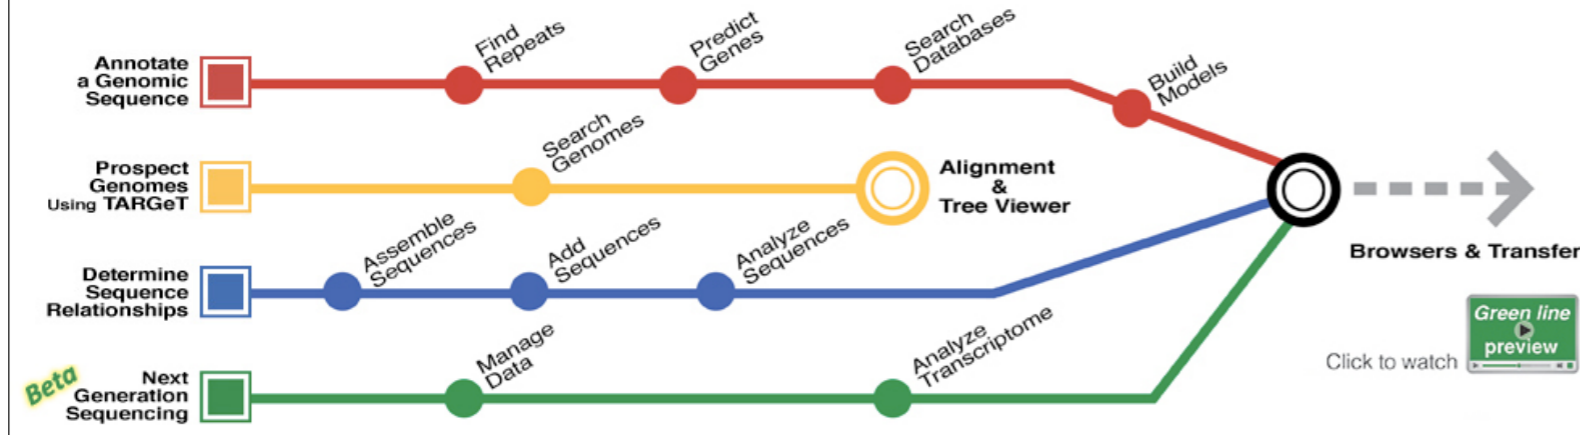 Annotate
a Genomic
Sequence
Find
Repeats
Predict
Genes
Search
Databases
Build
Models
Prospect
Genomes
Using TARGeT
Search
Genomes
Alignment
&
Tree Viewer
Browsers & Transfer
Determine
Sequence
Relationships
Assemble
Sequences
Add
Sequences
Analyze
Sequences
Beta
Next
Generation
Sequencing
Manage
Data
Analyze
Transcriptome
Click to watch
Green line
preview